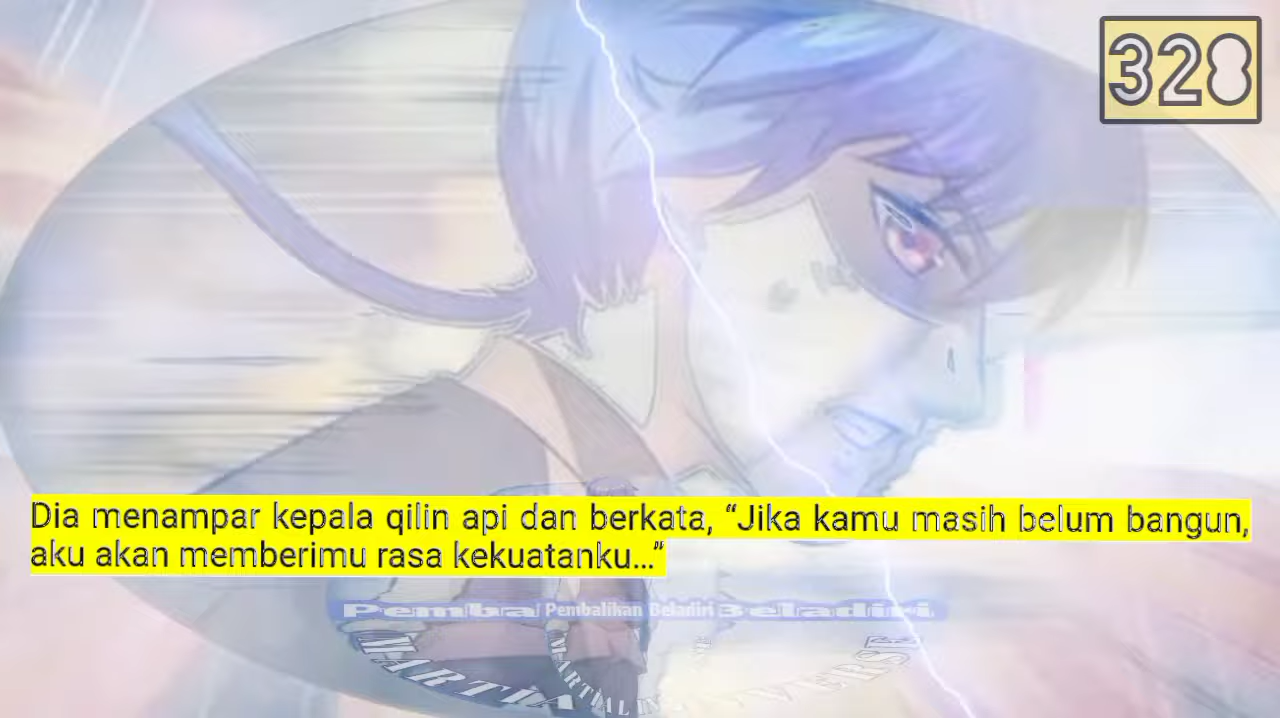 328
Dia menampar kepala qilin api dan berkata, “Jika kamu masih belum bangun,
aku akan memberimu rasa kekuatanku...”
Pembalihan Beladiri